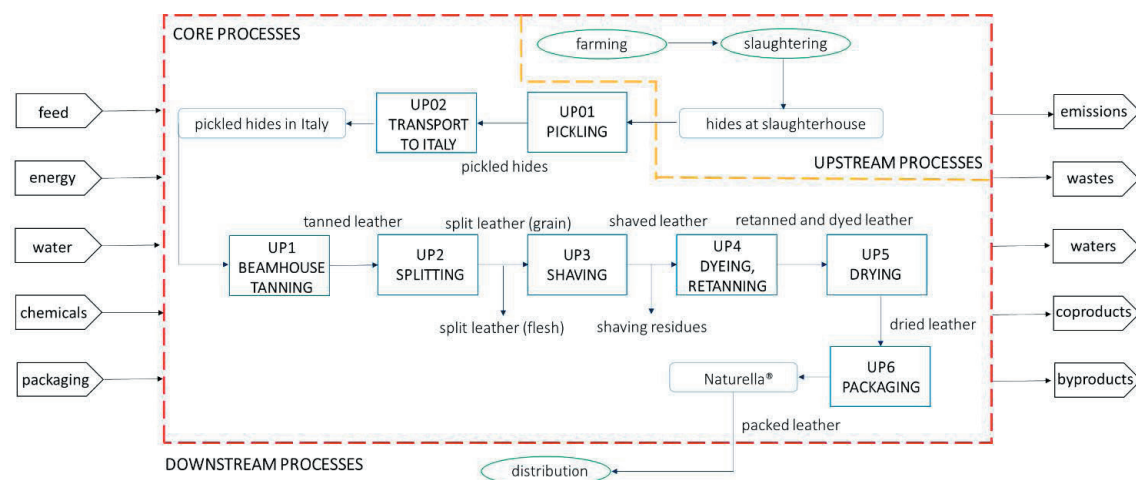 CORE PROCESSES
farming
slaughtering
feed
pickled hides in Italy
UP02
TRANSPORT
TO ITALY
UP01
PICKLING
hides at slaughterhouse
emissions
pickled hides
UPSTREAM PROCESSES
energy
wastes
tanned leather
split leather (grain)
shaved leather
retanned and dyed leather
water
UP1
BEAMHOUSE
TANNING
UP2
SPLITTING
UP3
SHAVING
UP4
DYEING,
RETANNING
UP5
DRYING
waters
chemicals
split leather (flesh)
shaving residues
dried leather
coproducts
packaging
Naturella®
UP6
PACKAGING
byproducts
packed leather
DOWNSTREAM PROCESSES
distribution